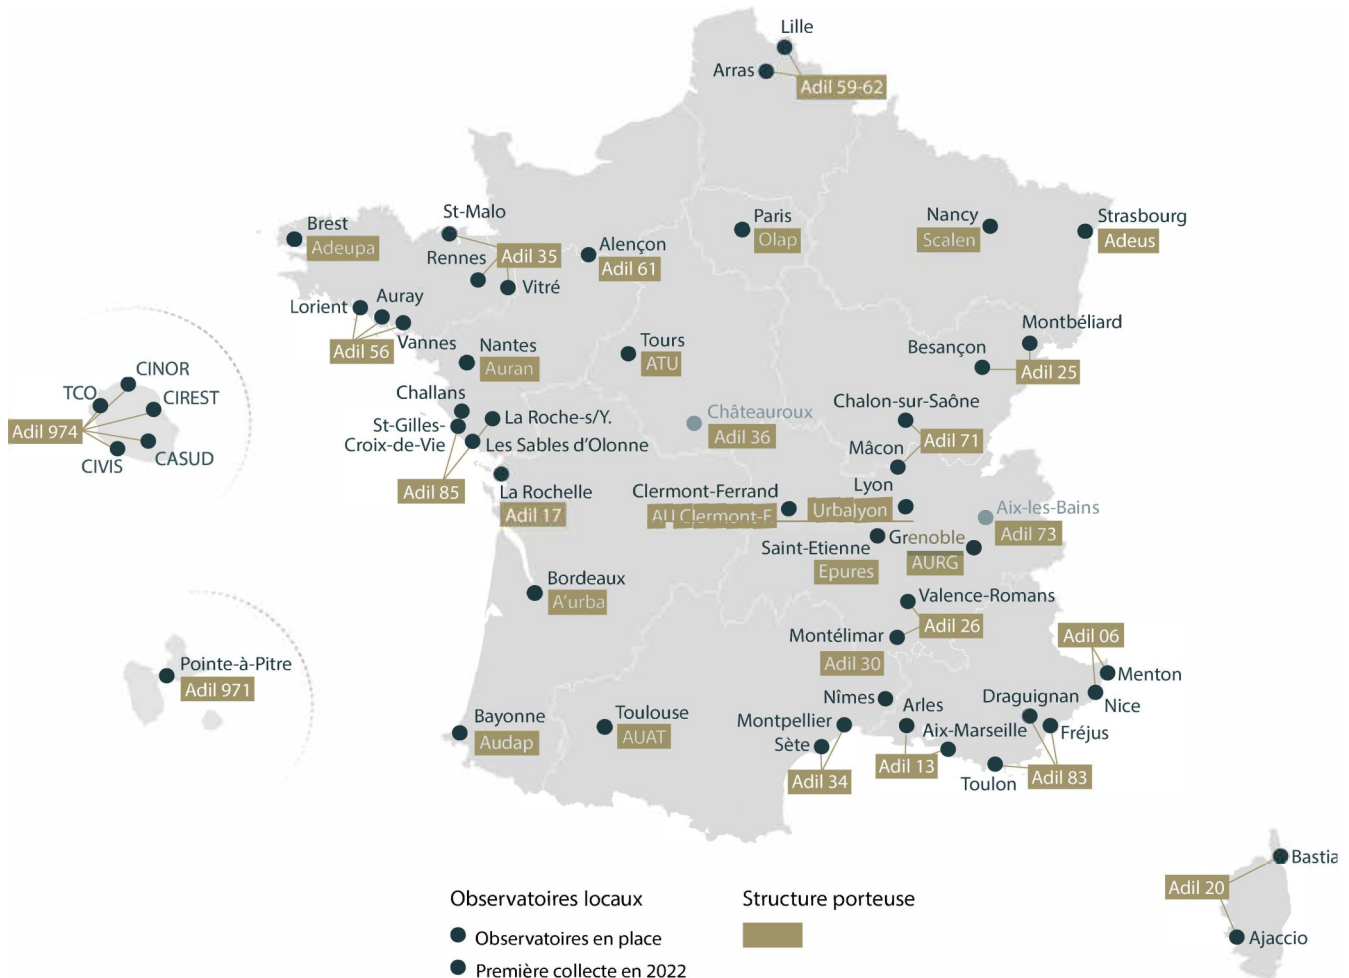 Lille
Arras
Adil 59-62
St-Malo
Brest
Adeupa
Rennes
Adil 35
Vitré
Alençon
Adil 61
Paris
Olap
Nancy
Scalen
Strasbourg
Adeus
Lorient
Auray
Vannes
Adil 56
Nantes
Auran
Tours
ATU
Montbéliard
Besançon
Adil 25
CINOR
TCO
CIREST
Adil 974
CASUD
CIVIS
Challans
St-Gilles-
Croix-de-Vie
La Roche-s/Y.
Les Sables d’Olonne
Adil 85
Châteauroux
Adil 36
Chalon-sur-Saône
Adil 71
Mâcon
La Rochelle
Adil 17
Clermont-Ferrand
AU Clermont-F
Lyon
Urbalyon
Aix-les-Bains
Adil 73
Saint-Etienne
Epures
Grenoble
AURG
Bordeaux
A’urba
Valence-Romans
Adil 26
Montélimar
Adil 30
Nîmes
Adil 06
Menton
Nice
Pointe-à-Pitre
Adil 971
Bayonne
Audap
Toulouse
AUAT
Montpellier
Sète
Adil 34
Arles
Aix-Marseille
Adil 13
Draguignan
Fréjus
Toulon
Adil 83
Bastia
Adil 20
Ajaccio
Observatoires locaux
Observatoires en place
Première collecte en 2022
Structure porteuse